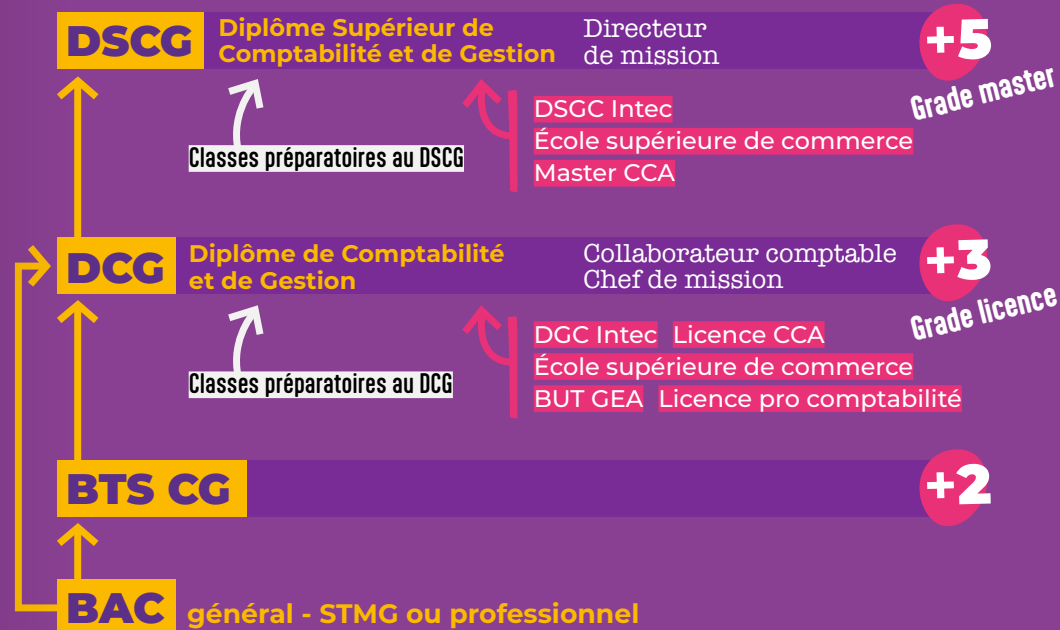 DSCG
Diplôme Supérieur de
Comptabilité et de Gestion
Directeur
de mission
+5
Grade master
Classes préparatoires au DSCG
DSGC Intec
École supérieure de commerce
Master CCA
DCG
Diplôme de Comptabilité
et de Gestion
Collaborateur comptable
Chef de mission
+3
Grade licence
Classes préparatoires au DCG
DGC Intec Licence CCA
École supérieure de commerce
BUT GEA Licence pro comptabilité
BTS CG
+2
BAC général - STMG ou professionnel